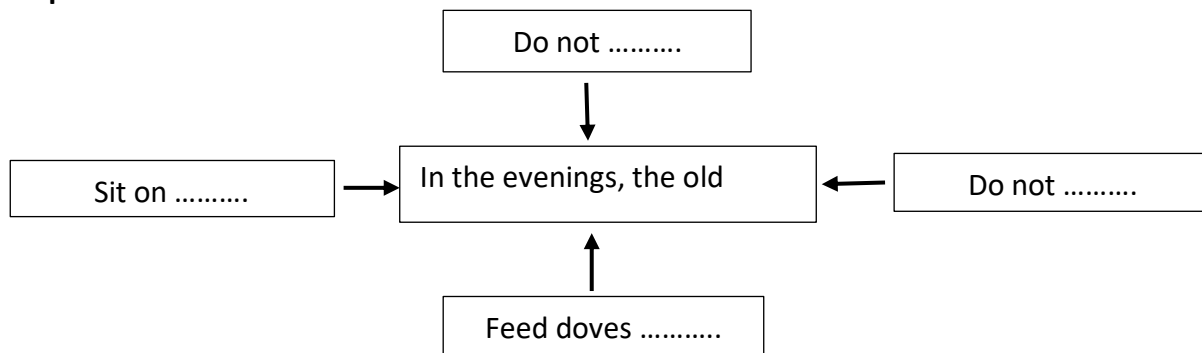 Do not ……….
In the evenings, the old
Sit on ……….
Do not ……….
Feed doves ………..